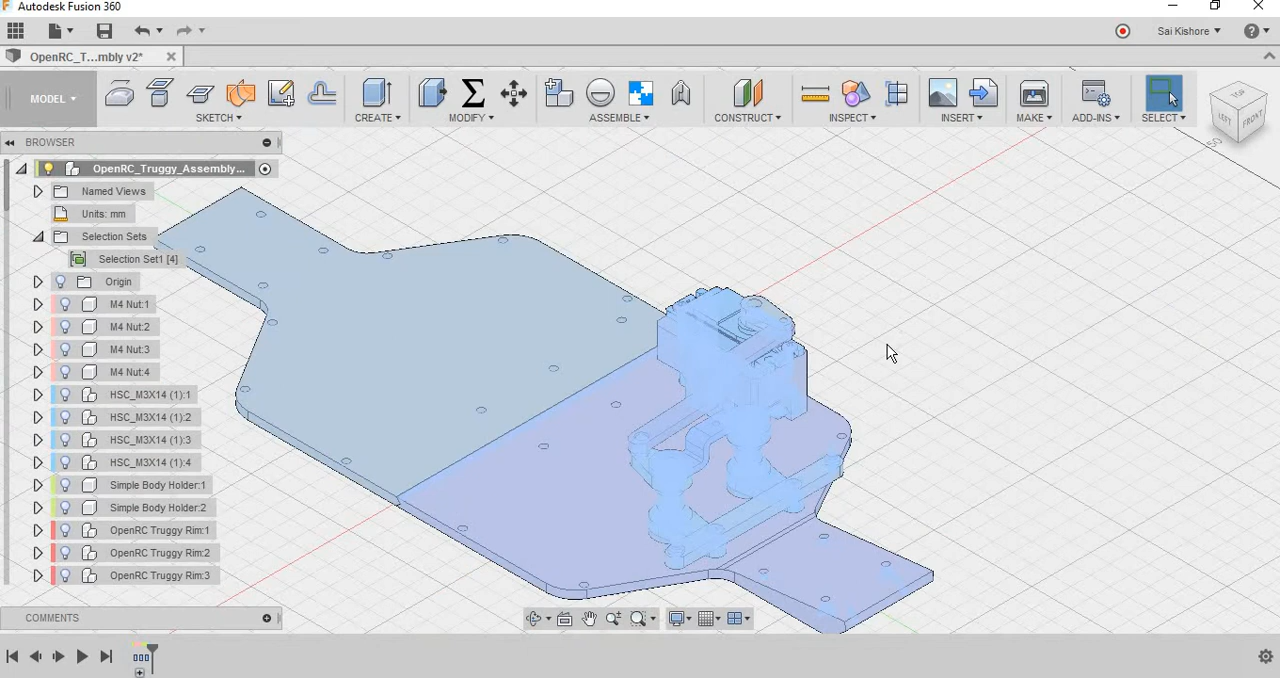 Autodesk Fusion 360
Sai Kishore
OpenRC_T...mbly v2*
MODEL
SKETCH
CREATE
MODIFY
ASSEMBLE
CONSTRUCT
INSPECT
INSERT
MAKE
ADD-INS
SELECT
TOP
LEFT
FRONT
50
BROWSER
OpenRC_Truggy_Assembly...
Named Views
Units: mm
Selection Sets
Selection Set1 [4]
Origin
M4 Nut:1
M4 Nut:2
M4 Nut:3
M4 Nut:4
HSC_M3X14 (1):1
HSC_M3X14 (1):2
HSC_M3X14 (1):3
HSC_M3X14 (1):4
Simple Body Holder:1
Simple Body Holder:2
OpenRC Truggy Rim:1
OpenRC Truggy Rim:2
OpenRC Truggy Rim:3
COMMENTS